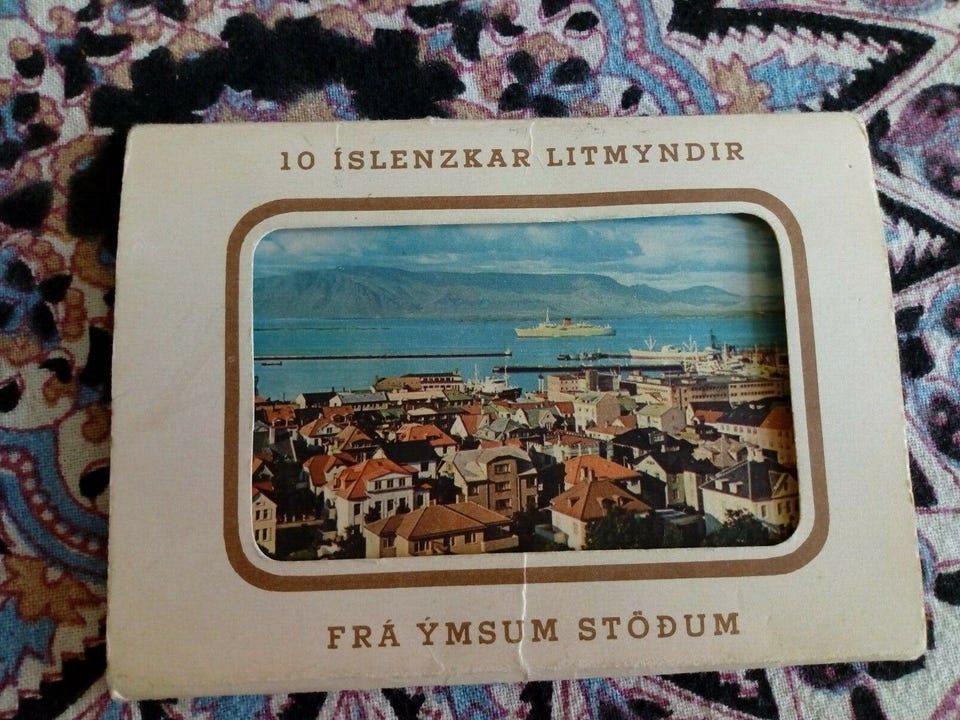 10 ÍSLENZKAR LITMYNDIR
FRÁ ÝMSUM STÖÐUM